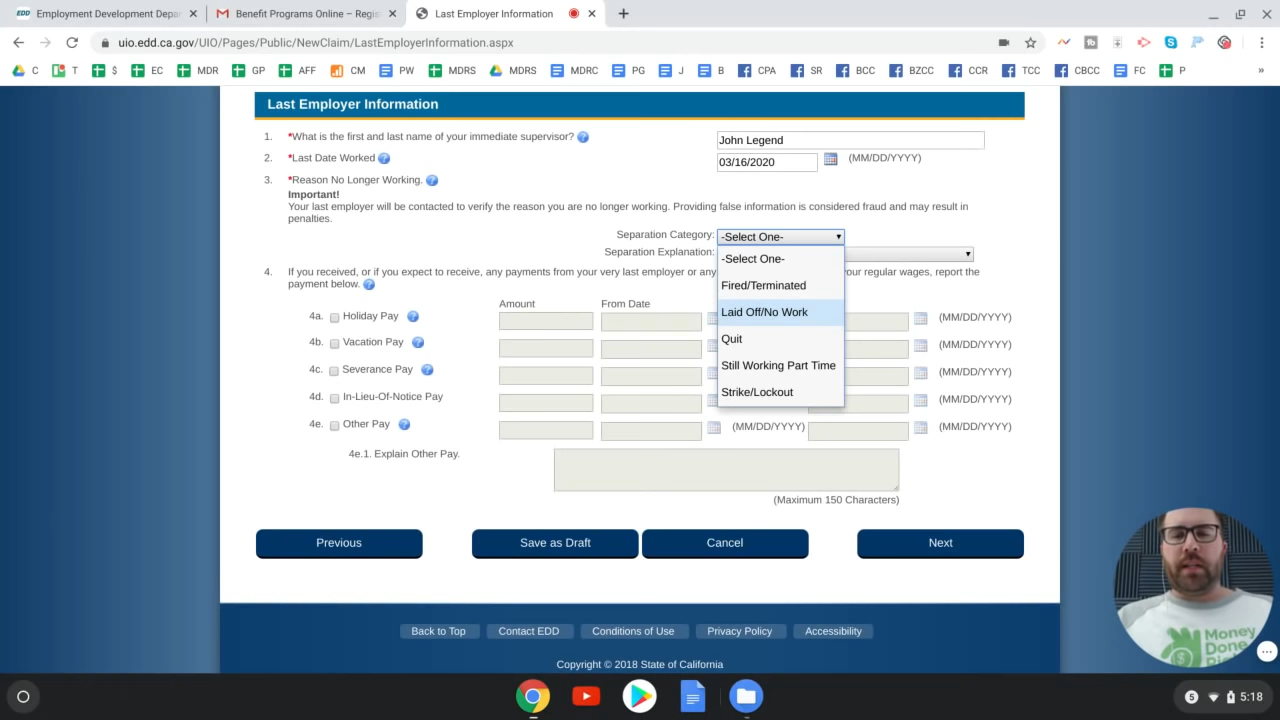 EDD Employment Development Depar
Benefit Programs Online – Regis
Last Employer Information
uio.edd.ca.gov/UIO/Pages/Public/NewClaim/LastEmployerInformation.aspx
C T $ EC MDR GP AFF CM PW MDRS MDRS MDRC PG J B CPA SR BCC BZCC CCR TCC CBCC FC P »
Last Employer Information
1. *What is the first and last name of your immediate supervisor? ? John Legend
2. *Last Date Worked ? 03/16/2020 (MM/DD/YYYY)
3. *Reason No Longer Working. ?
Important!
Your last employer will be contacted to verify the reason you are no longer working. Providing false information is considered fraud and may result in
penalties.
Separation Category: -Select One-
Separation Explanation:
-Select One-
Fired/Terminated
Laid Off/No Work
Quit
Still Working Part Time
Strike/Lockout
4. If you received, or if you expect to receive, any payments from your very last employer or any your regular wages, report the
payment below. ?
Amount From Date
4a. Holiday Pay ? (MM/DD/YYYY)
4b. Vacation Pay ? (MM/DD/YYYY)
4c. Severance Pay ? (MM/DD/YYYY)
4d. In-Lieu-Of-Notice Pay (MM/DD/YYYY)
4e. Other Pay ? (MM/DD/YYYY) (MM/DD/YYYY)
4e.1. Explain Other Pay.
(Maximum 150 Characters)
Previous Save as Draft Cancel Next
Back to Top Contact EDD Conditions of Use Privacy Policy Accessibility
Copyright © 2018 State of California
Money
Done
5 5:18